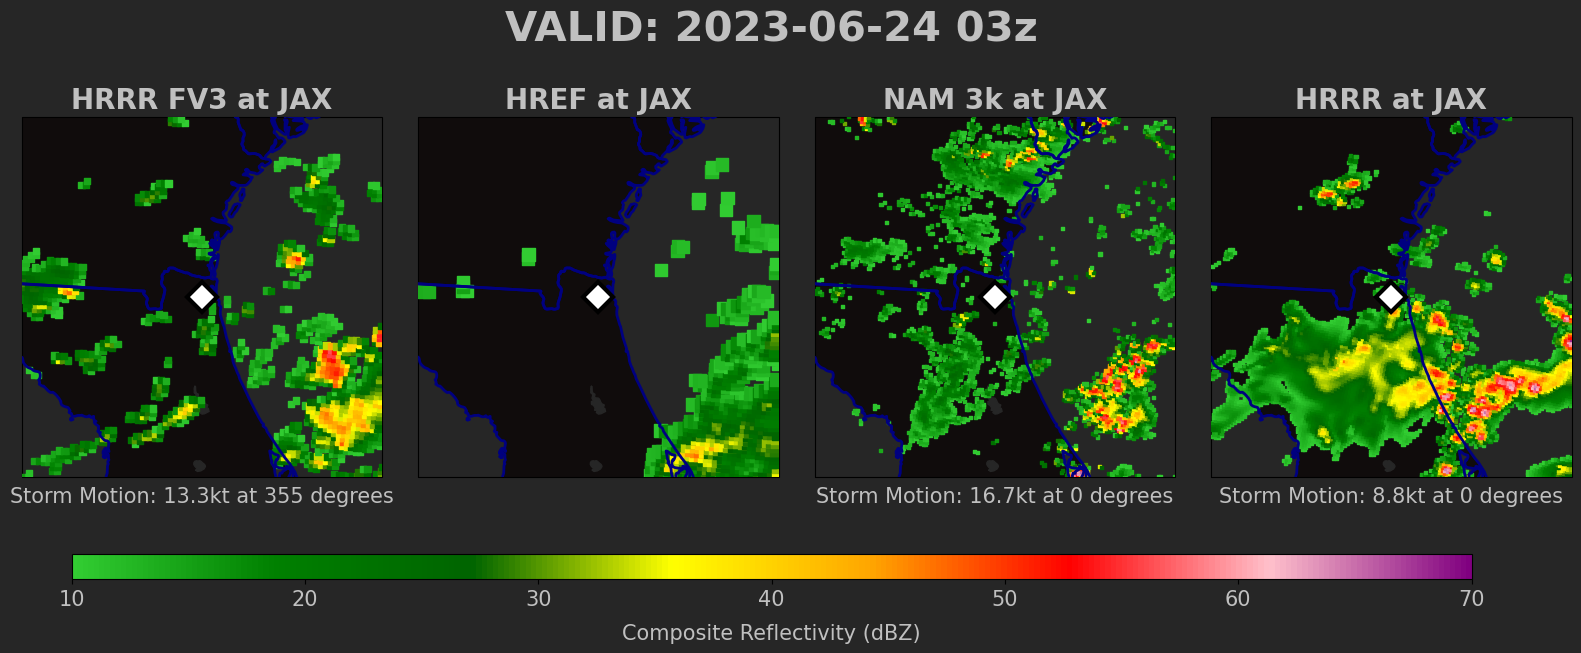 VALID: 2023-06-24 03z
HRRR FV3 at JAX
HREF at JAX
NAM 3k at JAX
HRRR at JAX
Storm Motion: 13.3kt at 355 degrees
Storm Motion: 16.7kt at 0 degrees
Storm Motion: 8.8kt at 0 degrees
10 20 30 40 50 60 70
Composite Reflectivity (dBZ)